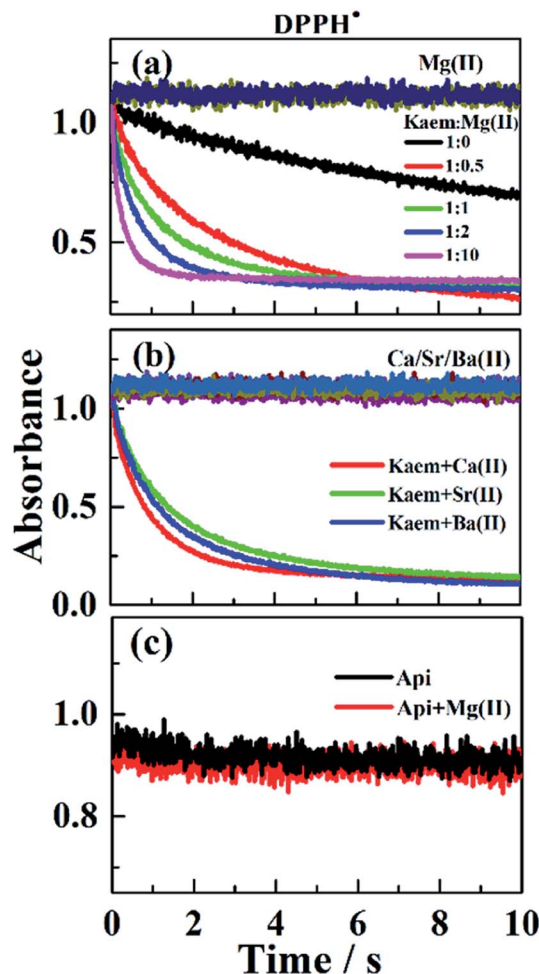 DPPH•
(a)
Mg(II)
1.0
Kaem:Mg(II)
1:0
1:0.5
1:1
1:2
1:10
0.5
(b)
Ca/Sr/Ba(II)
1.0
Kaem+Ca(II)
Kaem+Sr(II)
Kaem+Ba(II)
0.5
0.0
Absorbance
(c)
Api
Api+Mg(II)
1.0
0.8
0 2 4 6 8 10
Time / s